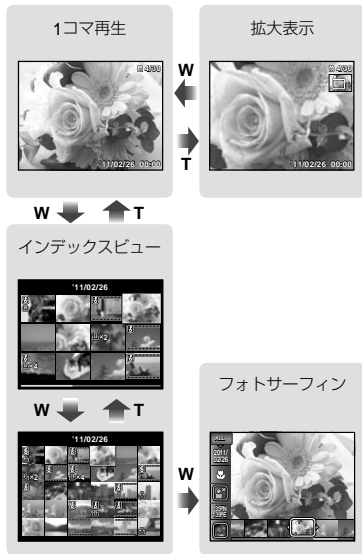 1コマ再生
4/30
'11/02/26 00:00
W
T
拡大表示
4/30
'11/02/26 00:00
W T
インデックスビュー
'11/02/26
×2
×4
W T
'11/02/26
×2
×4
W
フォトサーフィン
ALL
2011/
02/26